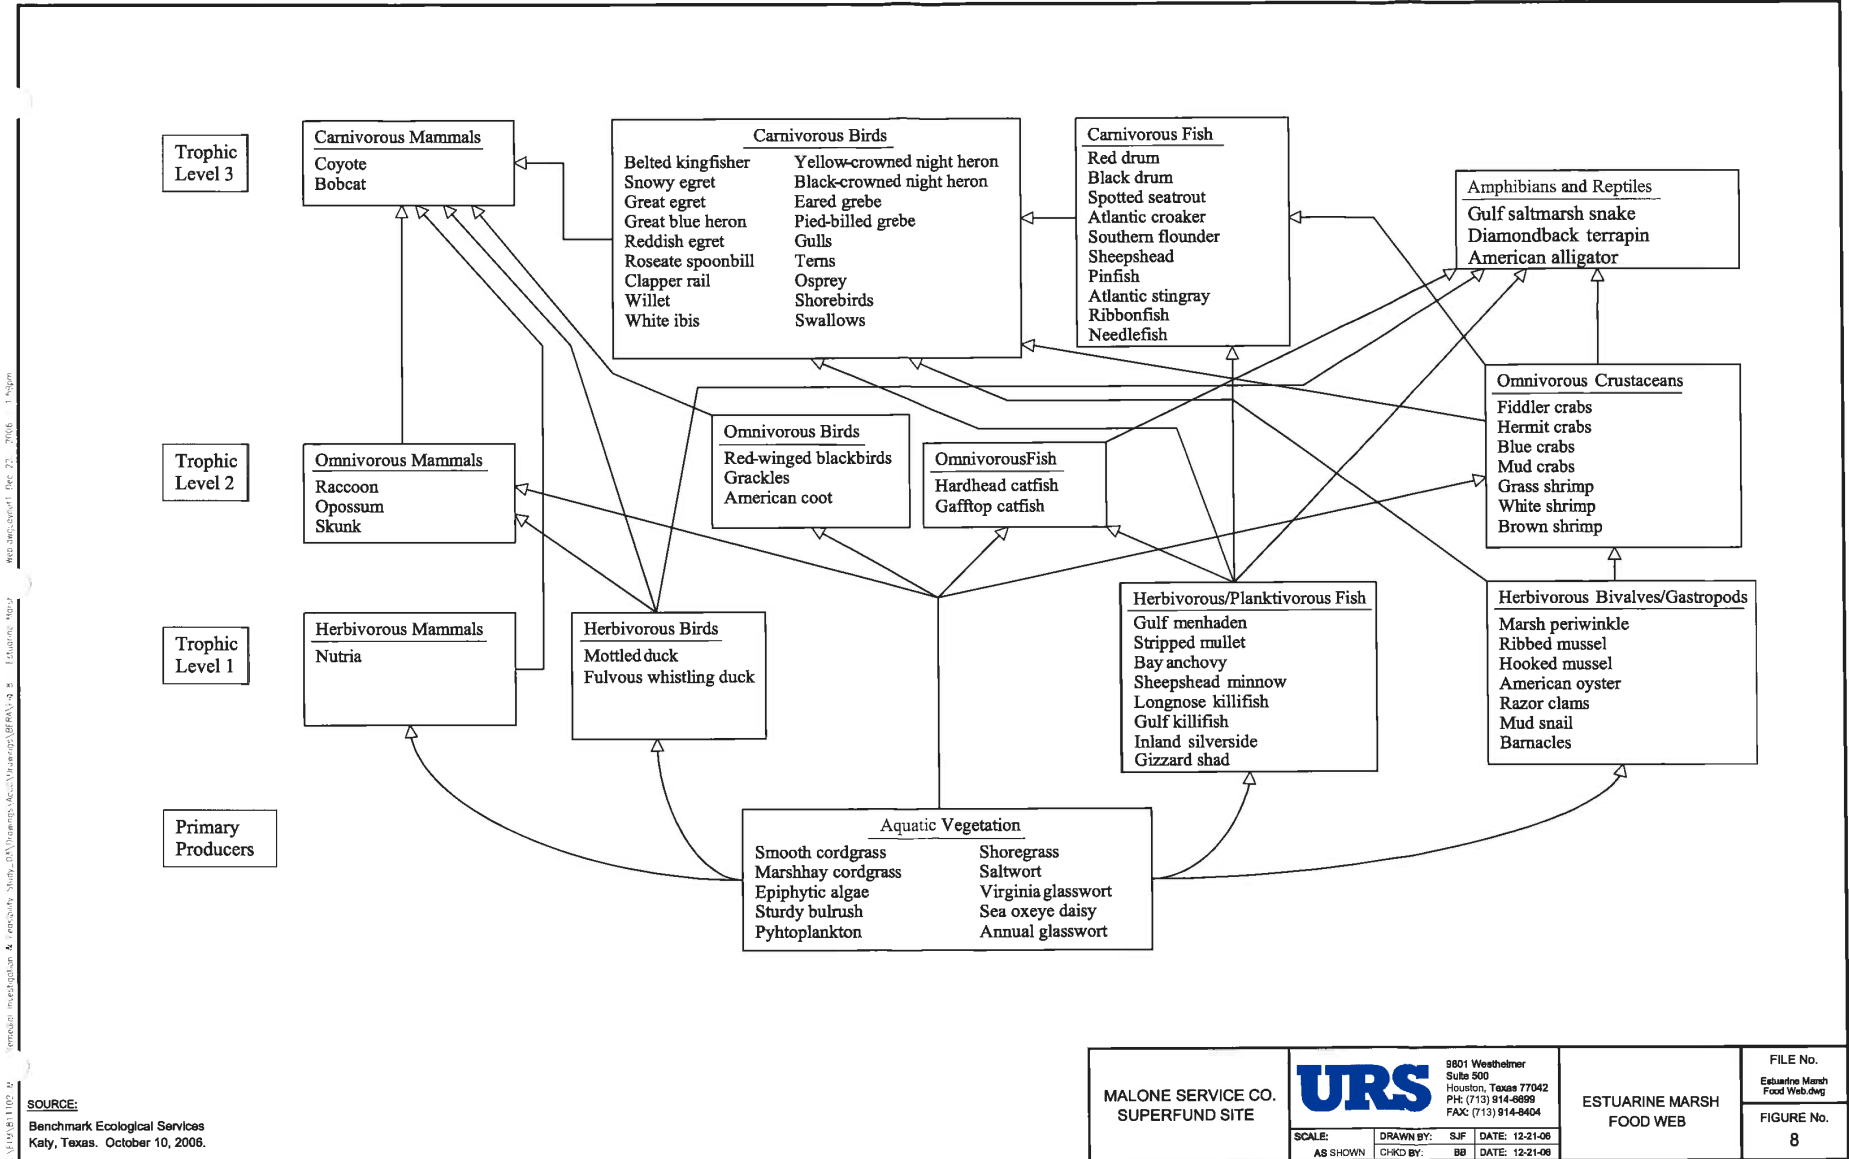 Trophic
Level 3
Carnivorous Mammals
Coyote
Bobcat
Carnivorous Birds
Belted kingfisher
Snowy egret
Great egret
Great blue heron
Reddish egret
Roseate spoonbill
Clapper rail
Willet
White ibis
Yellow-crowned night heron
Black-crowned night heron
Eared grebe
Pied-billed grebe
Gulls
Terns
Osprey
Shorebirds
Swallows
Carnivorous Fish
Red drum
Black drum
Spotted seatrout
Atlantic croaker
Southern flounder
Sheepshead
Pinfish
Atlantic stingray
Ribbonfish
Needlefish
Amphibians and Reptiles
Gulf saltmarsh snake
Diamondback terrapin
American alligator
Trophic
Level 2
Omnivorous Mammals
Raccoon
Opossum
Skunk
Omnivorous Birds
Red-winged blackbirds
Grackles
American coot
OmnivorousFish
Hardhead catfish
Gafftop catfish
Omnivorous Crustaceans
Fiddler crabs
Hermit crabs
Blue crabs
Mud crabs
Grass shrimp
White shrimp
Brown shrimp
Trophic
Level 1
Herbivorous Mammals
Nutria
Herbivorous Birds
Mottled duck
Fulvous whistling duck
Herbivorous/Planktivorous Fish
Gulf menhaden
Stripped mullet
Bay anchovy
Sheepshead minnow
Longnose killifish
Gulf killifish
Inland silverside
Gizzard shad
Herbivorous Bivalves/Gastropods
Marsh periwinkle
Ribbed mussel
Hooked mussel
American oyster
Razor clams
Mud snail
Barnacles
Primary
Producers
Aquatic Vegetation
Smooth cordgrass
Marshhay cordgrass
Epiphytic algae
Sturdy bulrush
Pyhtoplankton
Shoregrass
Saltwort
Virginia glasswort
Sea oxeye daisy
Annual glasswort
SOURCE:
Benchmark Ecological Services
Katy, Texas. October 10, 2006.
MALONE SERVICE CO.
SUPERFUND SITE
URS
9801 Westheimer
Suite 500
Houston, Texas 77042
PH: (713) 914-6699
FAX: (713) 914-8404
SCALE:
AS SHOWN
DRAWN BY: SJF DATE: 12-21-06
CHKD BY: BB DATE: 12-21-06
ESTUARINE MARSH
FOOD WEB
FILE No.
Estuarine Marsh
Food Web.dwg
FIGURE No.
8